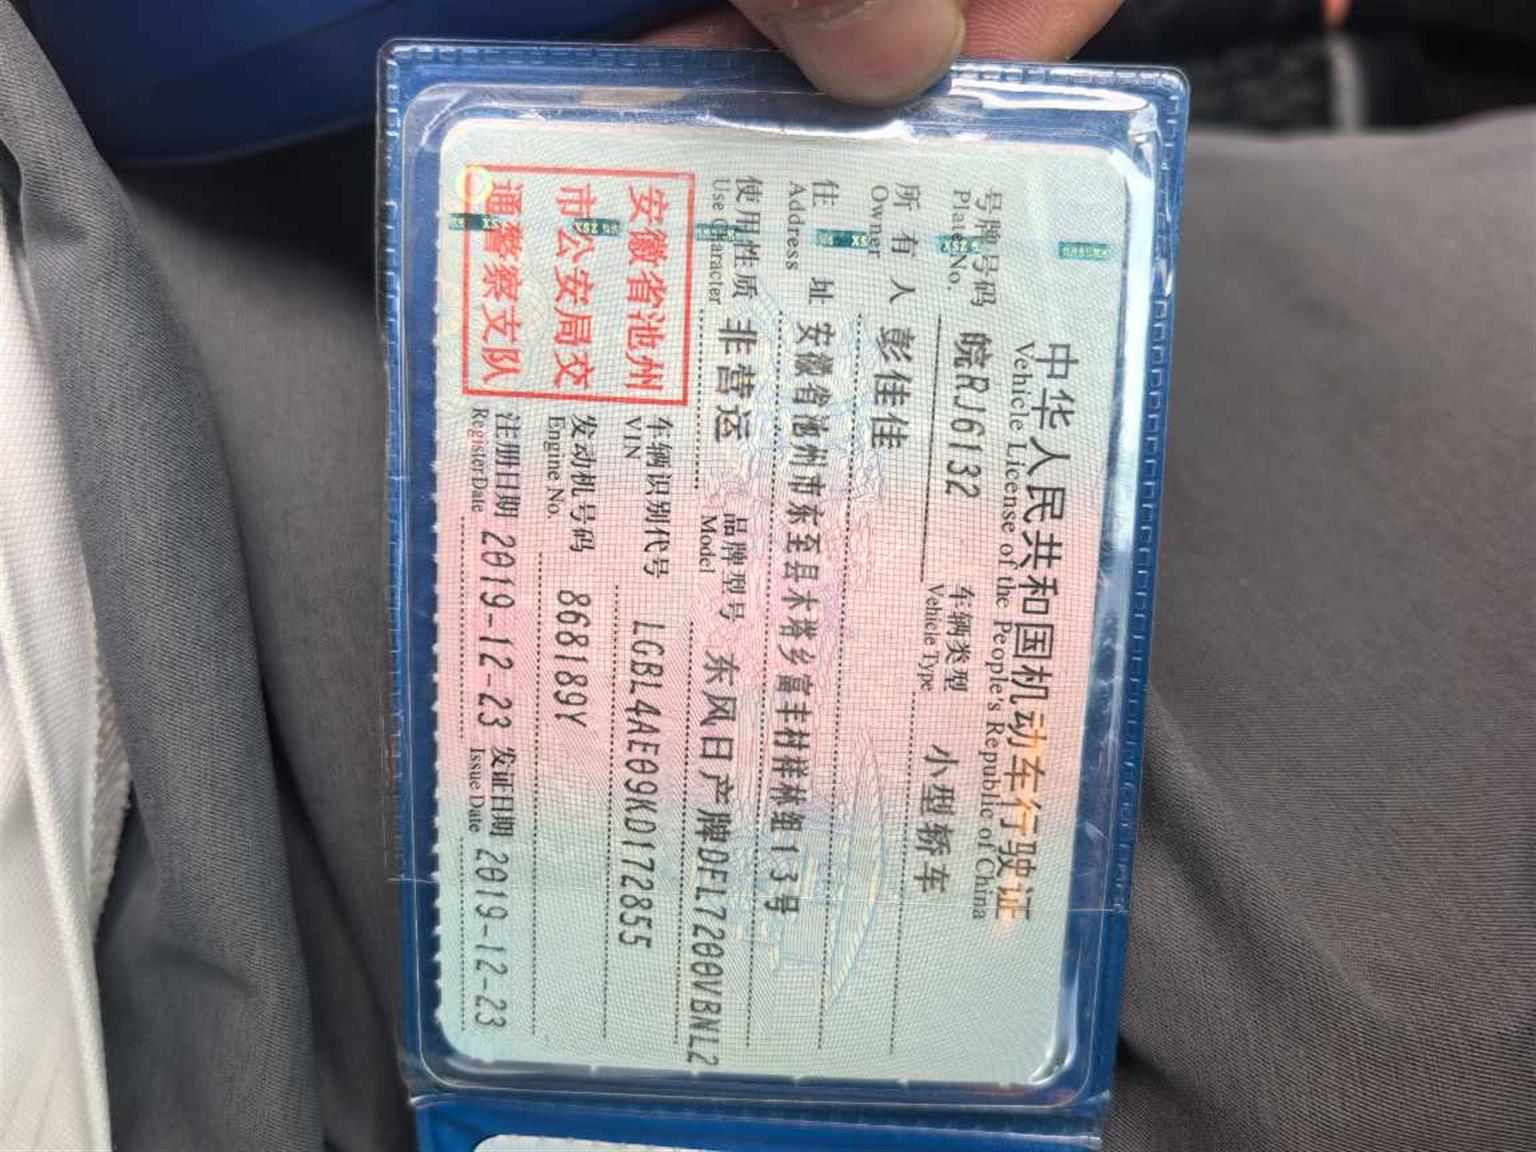 中华人民共和国机动车行驶证
Vehicle License of the People's Republic of China
号牌号码 皖RJ6132 车辆类型 小型轿车
Plate No. Vehicle Type
所有人 彭佳佳
Owner
住址 安徽省池州市东至县木塔乡富丰村样林组13号
Address
使用性质 非营运 品牌型号 东风日产牌DFL7200VBNL2
Use Character Model
安徽省池州
市公安局交
通警察支队
车辆识别代号 LGBL4AE09KD172855
VIN
发动机号码 868189Y
Engine No.
注册日期 2019-12-23 发证日期 2019-12-23
Register Date Issue Date